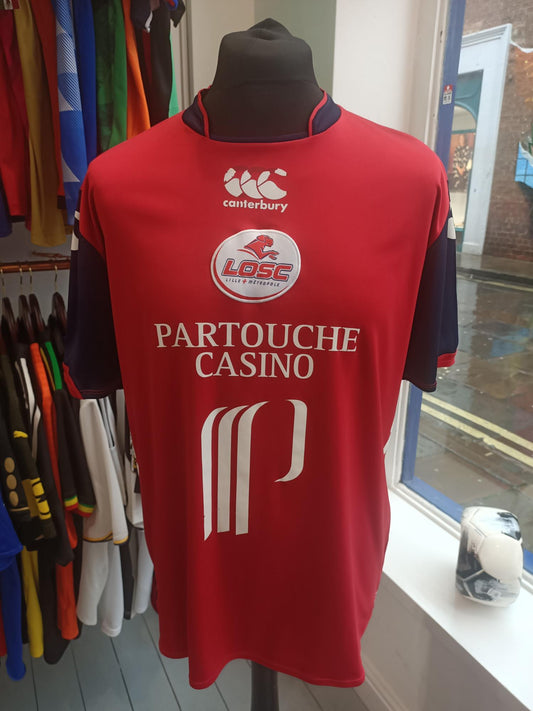 canterbury
LOSC
LILLE MÉTROPOLE
PARTOUCHE
CASINO